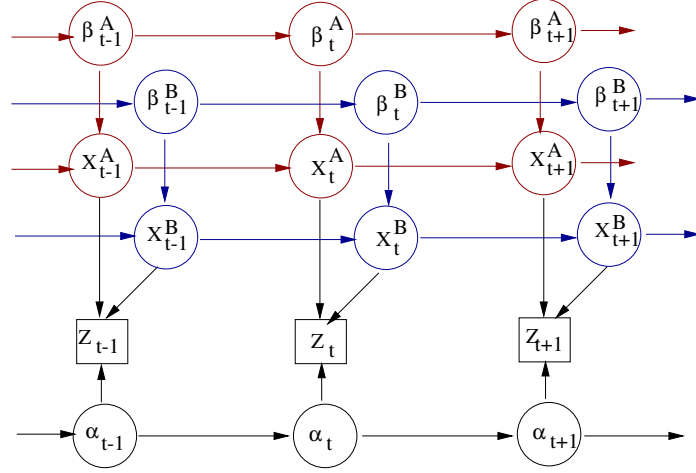 β^A_{t-1} β^A_t β^A_{t+1}
β^B_{t-1} β^B_t β^B_{t+1}
X^A_{t-1} X^A_t X^A_{t+1}
X^B_{t-1} X^B_t X^B_{t+1}
Z_{t-1} Z_t Z_{t+1}
α_{t-1} α_t α_{t+1}